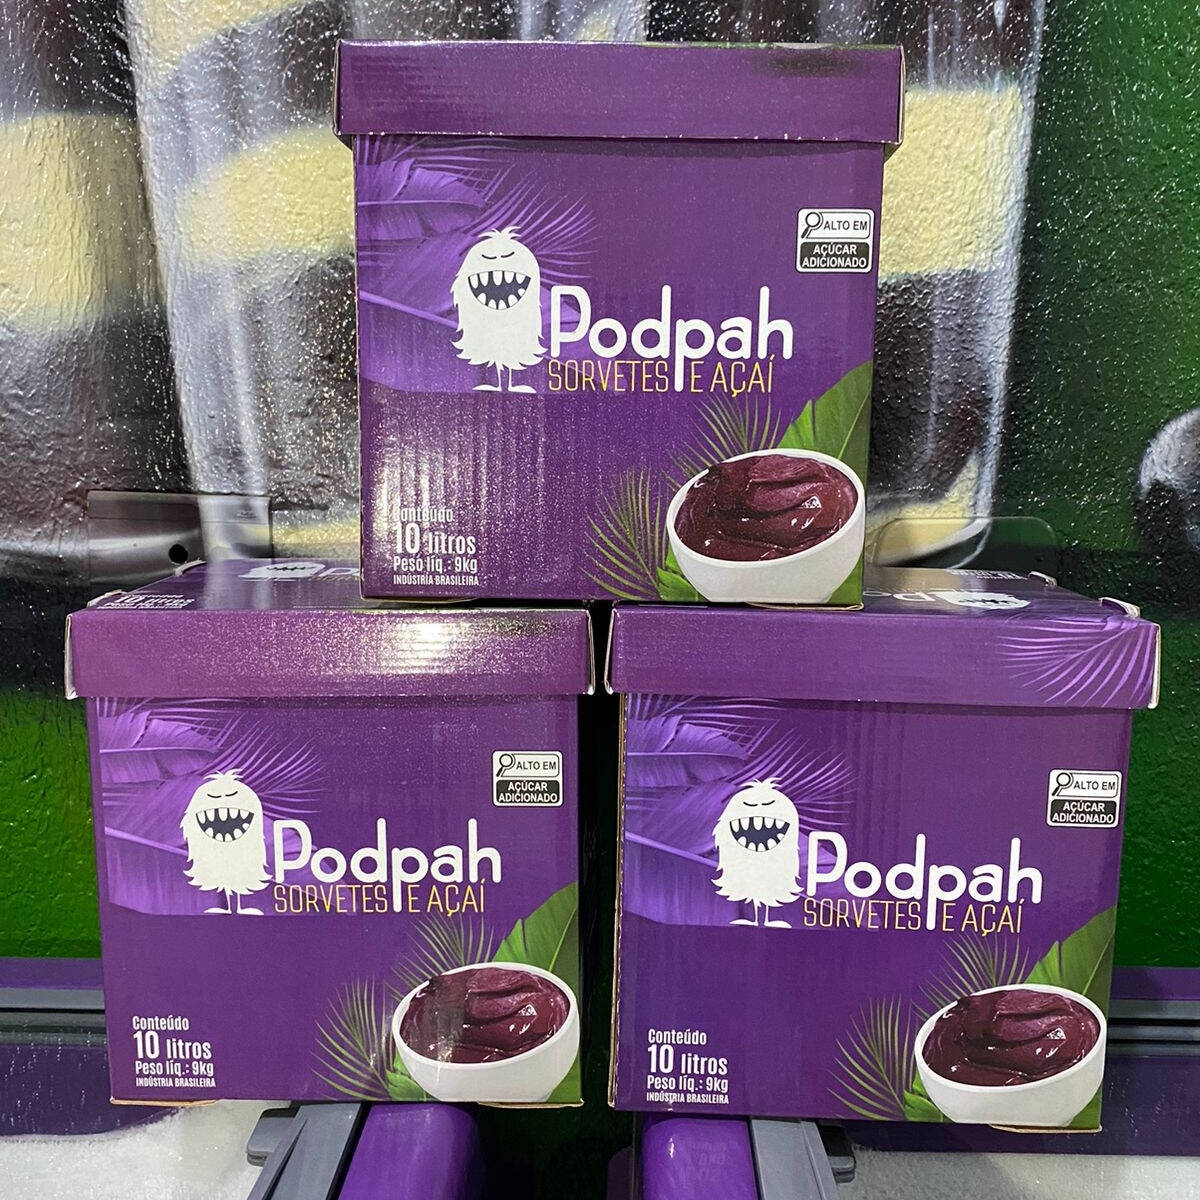 ALTO EM
AÇÚCAR
ADICIONADO
Podpah
SORVETES E AÇAÍ
Conteúdo
10 litros
Peso líq.: 9kg
INDÚSTRIA BRASILEIRA
ALTO EM
AÇÚCAR
ADICIONADO
Podpah
SORVETES E AÇAÍ
Conteúdo
10 litros
Peso líq.: 9kg
INDÚSTRIA BRASILEIRA
ALTO EM
AÇÚCAR
ADICIONADO
Podpah
SORVETES E AÇAÍ
Conteúdo
10 litros
Peso líq.: 9kg
INDÚSTRIA BRASILEIRA